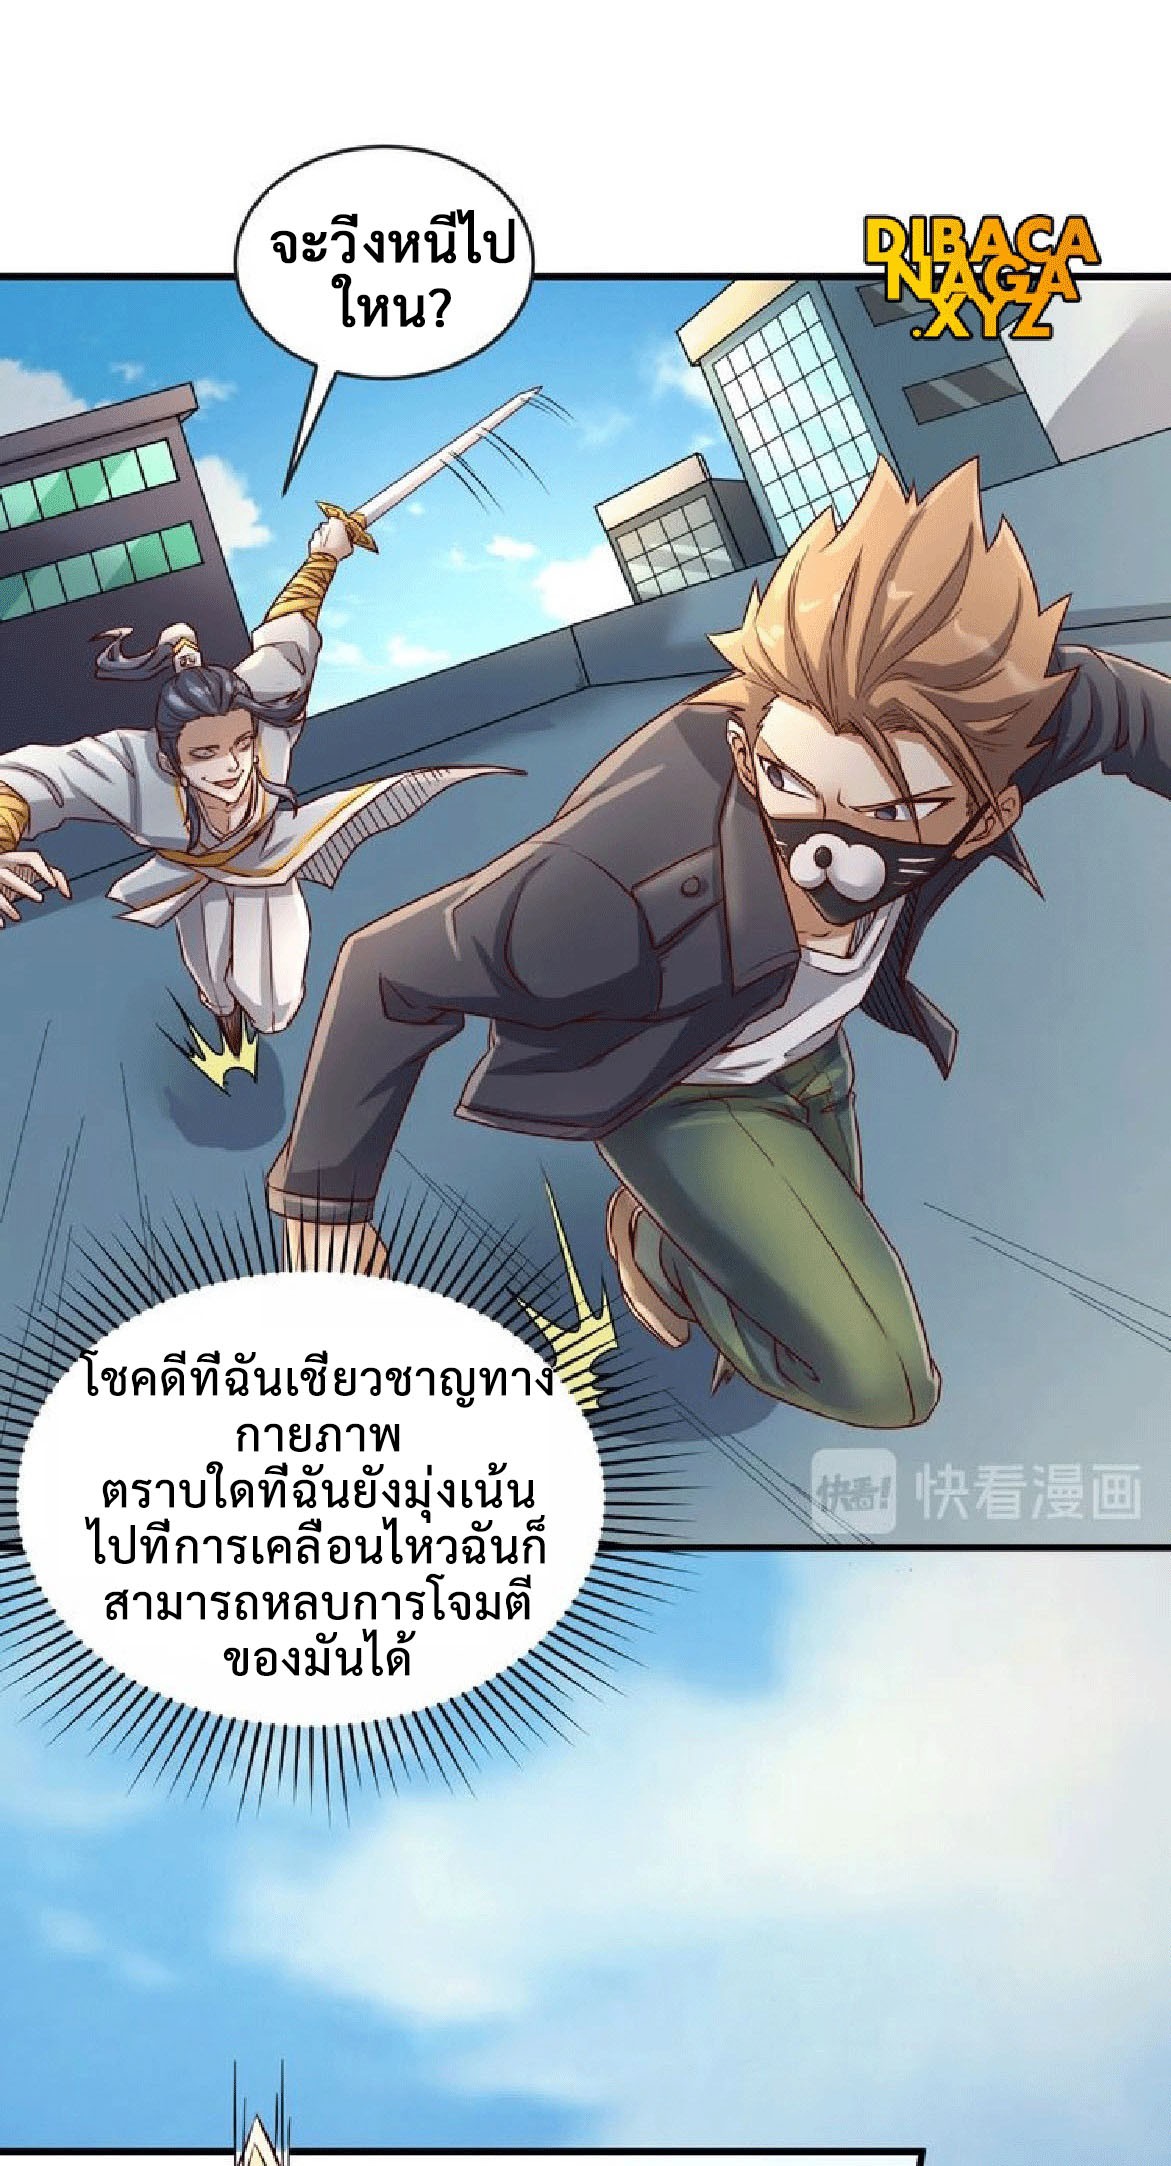 จะวิ่งหนีไป
ใหน?
DIBACA
NAGA
.XYZ
โชคดีที่ฉันเชี่ยวชาญทาง
กายภาพ
ตราบใดที่ฉันยังมุ่งเน้น
ไปที่การเคลื่อนไหวฉันก็
สามารถหลบการโจมตี
ของมันได้
快看! 快看漫画